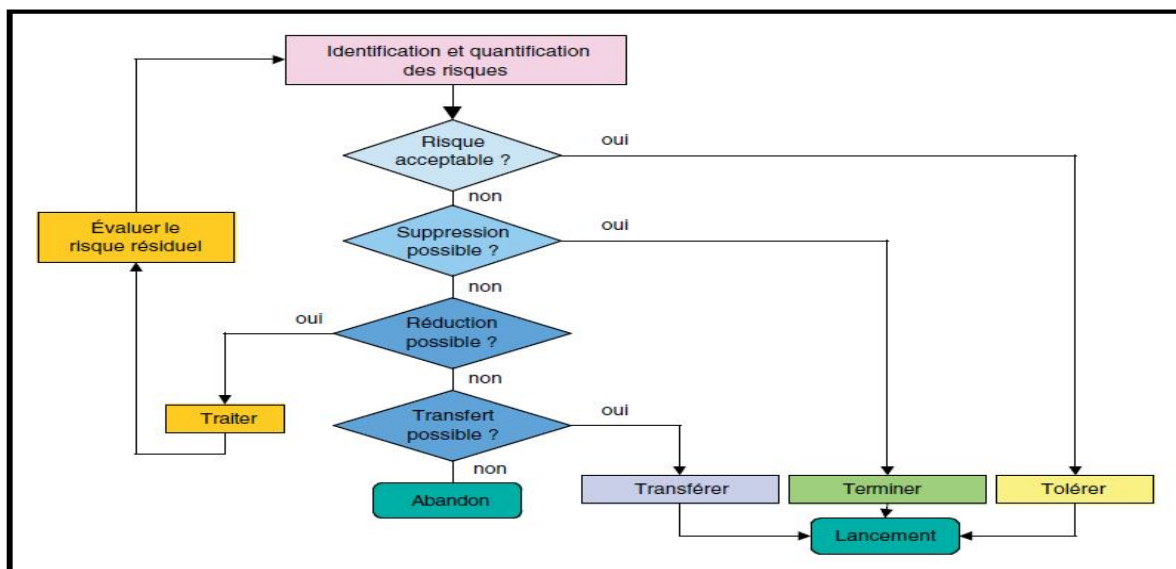 Identification et quantification
des risques
Risque
acceptable ?
oui
non
Évaluer le
risque résiduel
Suppression
possible ?
oui
non
oui
Réduction
possible ?
non
Traiter
Transfert
possible ?
oui
non
Abandon
Transférer
Terminer
Tolérer
Lancement